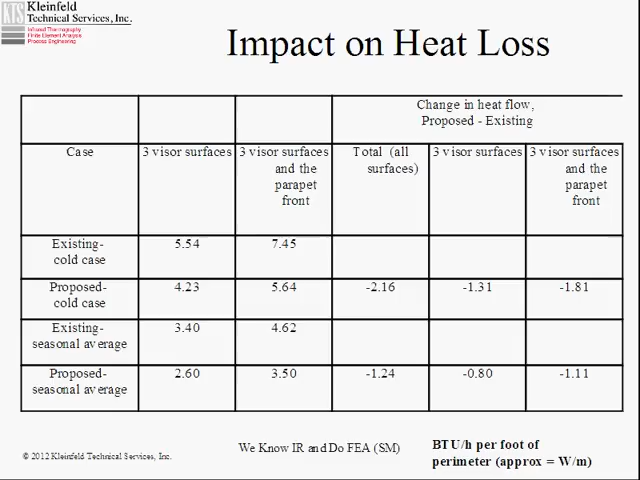 KTS
Kleinfeld
Technical Services, Inc.
Infrared Thermography
Finite Element Analysis
Process Engineering
Impact on Heat Loss
Change in heat flow,
Proposed - Existing
Case 3 visor surfaces 3 visor surfaces and the parapet front Total (all surfaces) 3 visor surfaces 3 visor surfaces and the parapet front
Existing-cold case 5.54 7.45
Proposed-cold case 4.23 5.64 -2.16 -1.31 -1.81
Existing-seasonal average 3.40 4.62
Proposed-seasonal average 2.60 3.50 -1.24 -0.80 -1.11
© 2012 Kleinfeld Technical Services, Inc.
We Know IR and Do FEA (SM)
BTU/h per foot of
perimeter (approx = W/m)